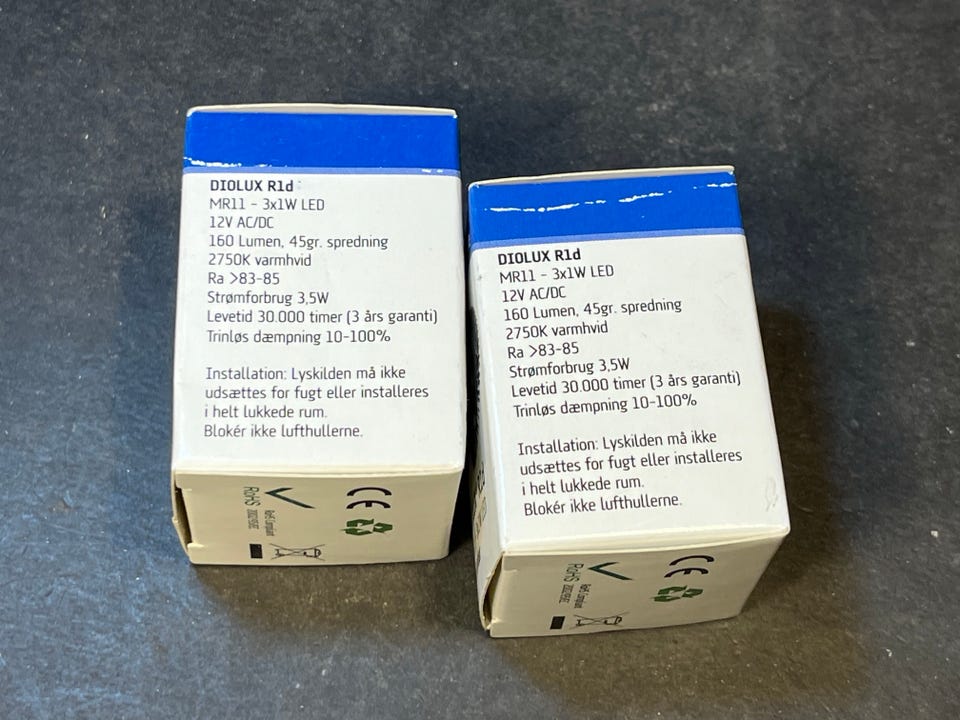 DIOLUX R1d
MR11 - 3x1W LED
12V AC/DC
160 Lumen, 45gr. spredning
2750K varmhvid
Ra >83-85
Strømforbrug 3,5W
Levetid 30.000 timer (3 års garanti)
Trinløs dæmpning 10-100%
Installation: Lyskilden må ikke
udsættes for fugt eller installeres
i helt lukkede rum.
Blokér ikke lufthullerne.
CE
RoHS
DIOLUX R1d
MR11 - 3x1W LED
12V AC/DC
160 Lumen, 45gr. spredning
2750K varmhvid
Ra >83-85
Strømforbrug 3,5W
Levetid 30.000 timer (3 års garanti)
Trinløs dæmpning 10-100%
Installation: Lyskilden må ikke
udsættes for fugt eller installeres
i helt lukkede rum.
Blokér ikke lufthullerne.
CE
RoHS